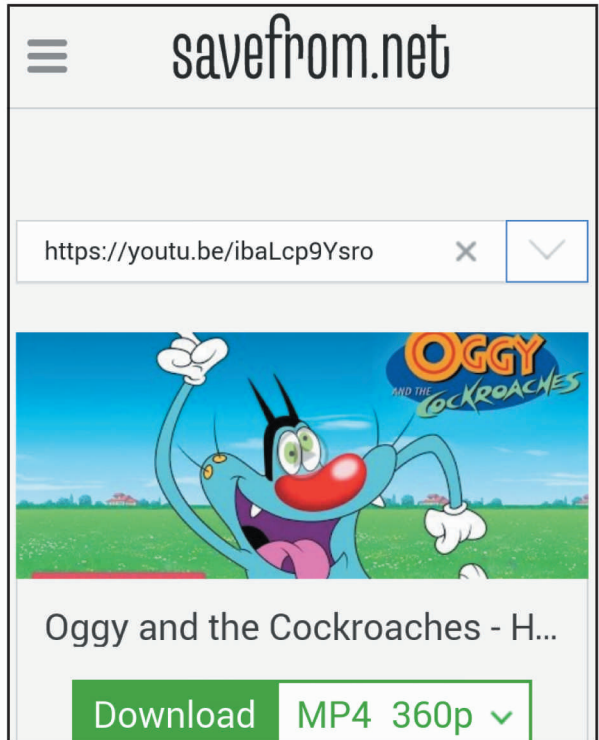 savefrom.net
https://youtu.be/ibaLcp9Ysro
OGGY
AND THE
COCKROACHES
Oggy and the Cockroaches - H...
Download MP4 360p